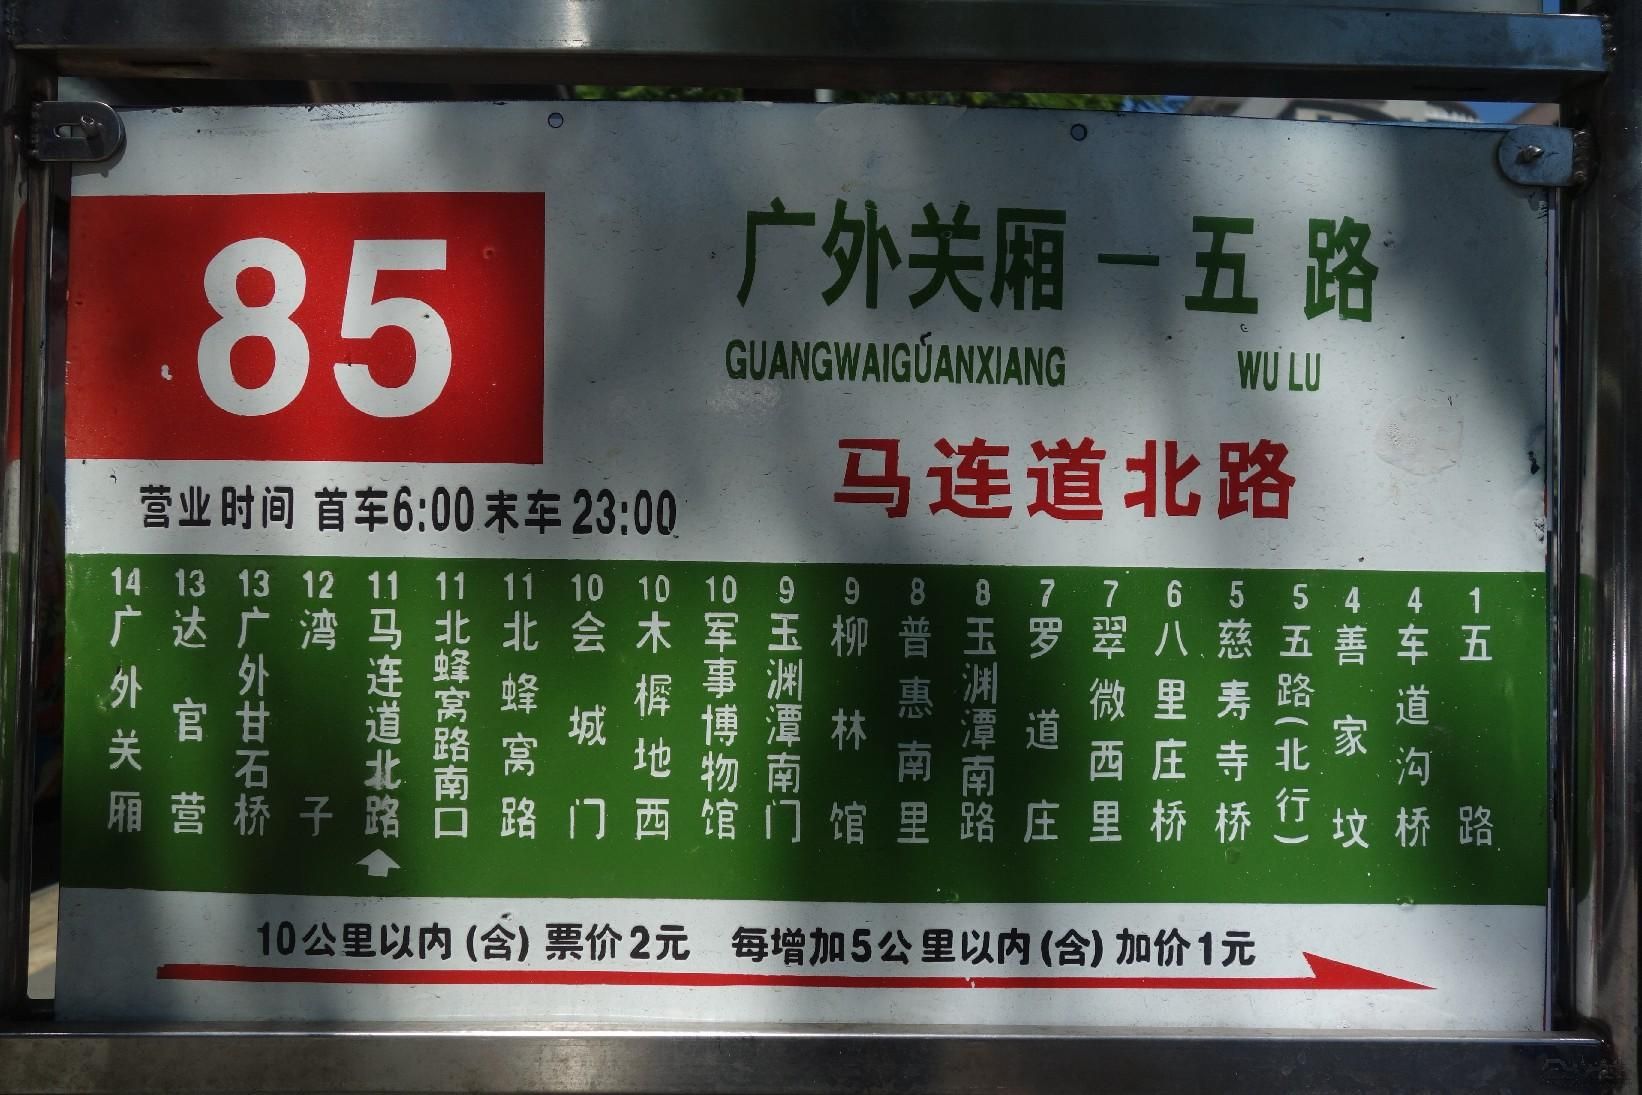 85
广外关厢—五路
GUANGWAIGUANXIANG WU LU
马连道北路
营业时间 首车6:00 末车23:00
14 广外关厢
13 达官营
13 广外甘石桥
12 湾子
11 马连道北路
11 北蜂窝路南口
11 北蜂窝路
10 会城门
10 木樨地西
10 军事博物馆
9 玉渊潭南门
9 柳林馆
8 普惠南里
8 玉渊潭南路
7 罗道庄
7 翠微西里
6 八里庄桥
5 慈寿寺桥
5 五路(北行)
4 善家坟
4 车道沟桥
1 五路
10公里以内(含)票价2元 每增加5公里以内(含)加价1元